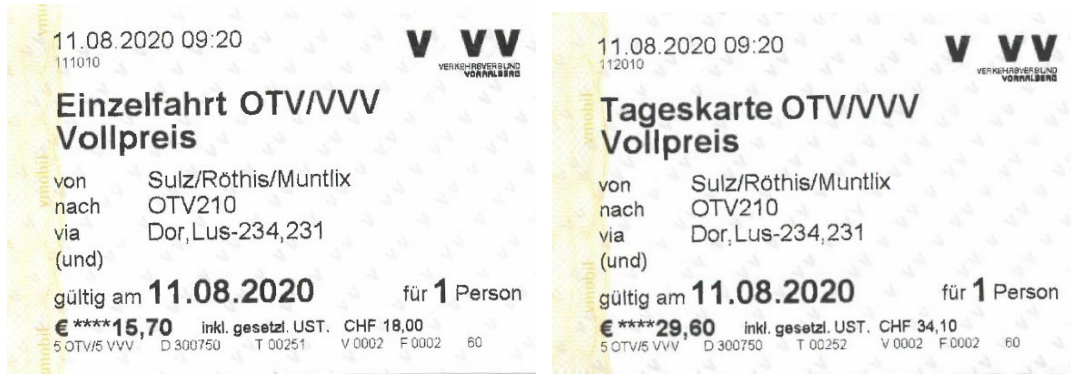 11.08.2020 09:20
111010
V VV
VERKEHRSVERBUND
VORARLBERG
Einzelfahrt OTV/VVV
Vollpreis
von Sulz/Röthis/Muntlix
nach OTV210
via Dor,Lus-234,231
(und)
gültig am 11.08.2020 für 1 Person
€ ****15,70 inkl. gesetzl. UST. CHF 18,00
5 OTV/5 VVV D 300750 T 00251 V 0002 F 0002 60
11.08.2020 09:20
112010
V VV
VERKEHRSVERBUND
VORARLBERG
Tageskarte OTV/VVV
Vollpreis
von Sulz/Röthis/Muntlix
nach OTV210
via Dor,Lus-234,231
(und)
gültig am 11.08.2020 für 1 Person
€ ****29,60 inkl. gesetzl. UST. CHF 34,10
5 OTV/5 VVV D 300750 T 00252 V 0002 F 0002 60